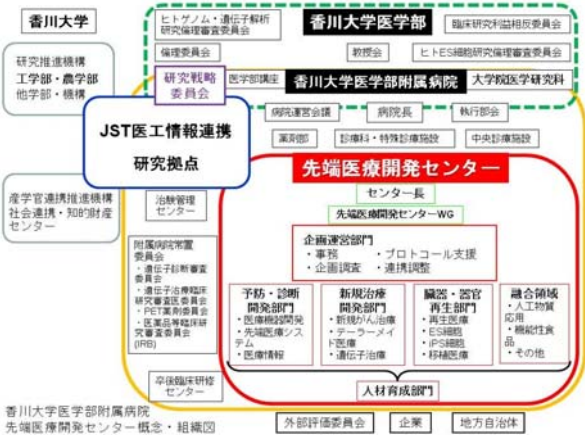 香川大学
ヒトゲノム・遺伝子解析
研究倫理審査委員会
香川大学医学部
臨床研究利益相反委員会
倫理委員会
教授会
ヒトES細胞研究倫理審査委員会
研究推進機構
工学部・農学部
他学部・機構
研究戦略
委員会
医学部講座
香川大学医学部附属病院
大学院医学研究科
JST医工情報連携
研究拠点
病院運営会議
病院長
執行部会
薬剤部
診療科・特殊診療施設
中央診療施設
先端医療開発センター
センター長
先端医療開発センターWG
産学官連携推進機構
社会連携・知的財産
センター
治験管理
センター
企画運営部門
・事務
・プロトコール支援
・企画調査
・連携調整
附属病院常置
委員会
・遺伝子診断審査
委員会
・遺伝子治療臨床
研究審査医委員会
・PET薬剤委員会
・医薬品等臨床研
究審査委員会
(IRB)
予防・診断
開発部門
・医療機器開発
・先端医療シス
テム
・医療情報
新規治療
開発部門
・新規がん治療
・テーラーメイ
ド医療
・遺伝子治療
臓器・器官
再生部門
・再生医療
・ES細胞
・iPS細胞
・移植医療
融合領域
・人工物質
応用
・機能性食
品
・その他
卒後臨床研修
センター
人材育成部門
香川大学医学部附属病院
先端医療開発センター概念・組織図
外部評価委員会
企業
地方自治体